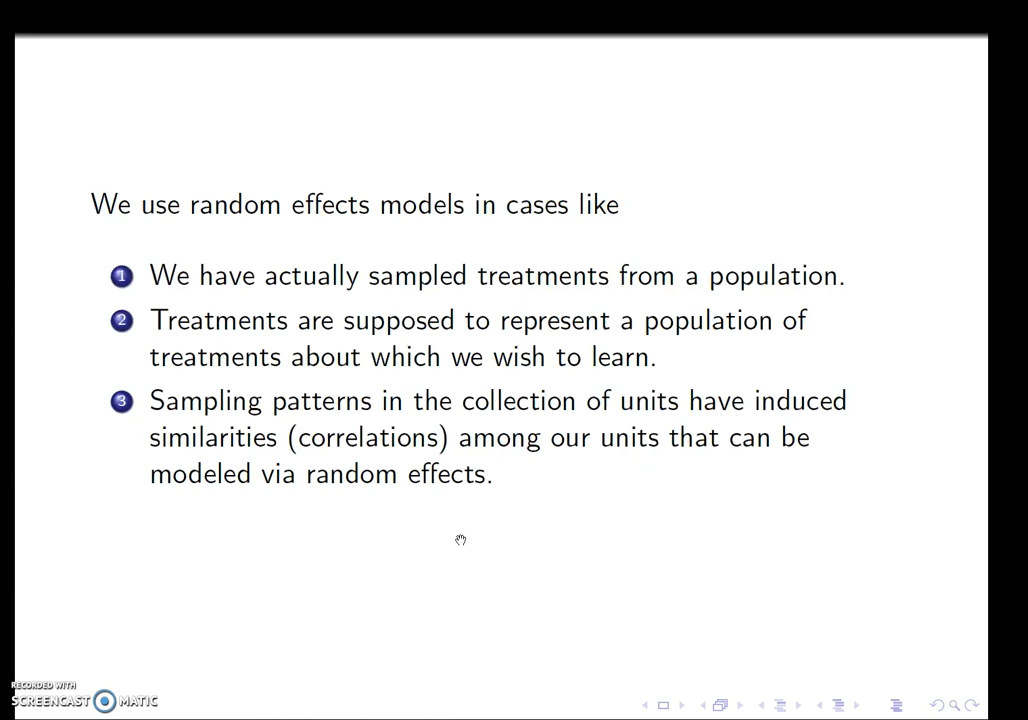 We use random effects models in cases like
1 We have actually sampled treatments from a population.
2 Treatments are supposed to represent a population of
treatments about which we wish to learn.
3 Sampling patterns in the collection of units have induced
similarities (correlations) among our units that can be
modeled via random effects.
RECORDED WITH
SCREENCAST MATIC